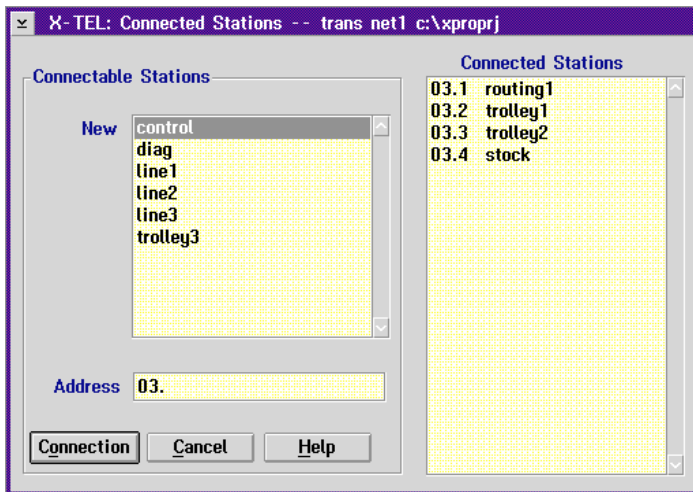 X-TEL: Connected Stations -- trans net1 c:\xproprj
Connectable Stations
New
control
diag
line1
line2
line3
trolley3
Address 03.
Connection Cancel Help
Connected Stations
03.1 routing1
03.2 trolley1
03.3 trolley2
03.4 stock